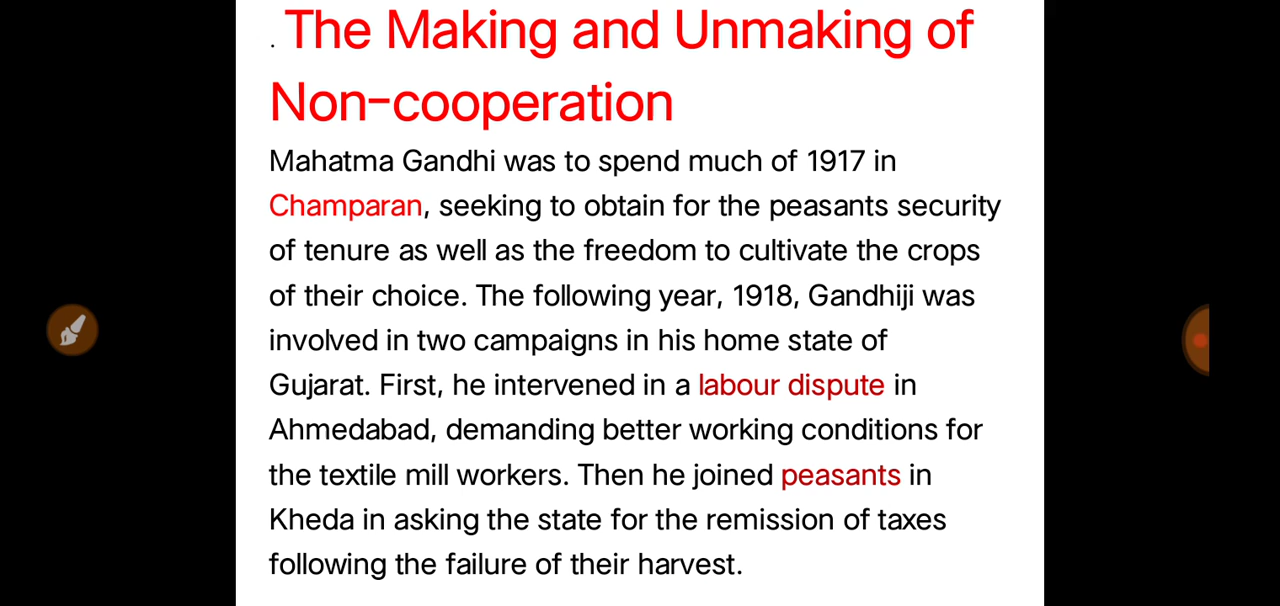 . The Making and Unmaking of
Non-cooperation
Mahatma Gandhi was to spend much of 1917 in
Champaran, seeking to obtain for the peasants security
of tenure as well as the freedom to cultivate the crops
of their choice. The following year, 1918, Gandhiji was
involved in two campaigns in his home state of
Gujarat. First, he intervened in a labour dispute in
Ahmedabad, demanding better working conditions for
the textile mill workers. Then he joined peasants in
Kheda in asking the state for the remission of taxes
following the failure of their harvest.